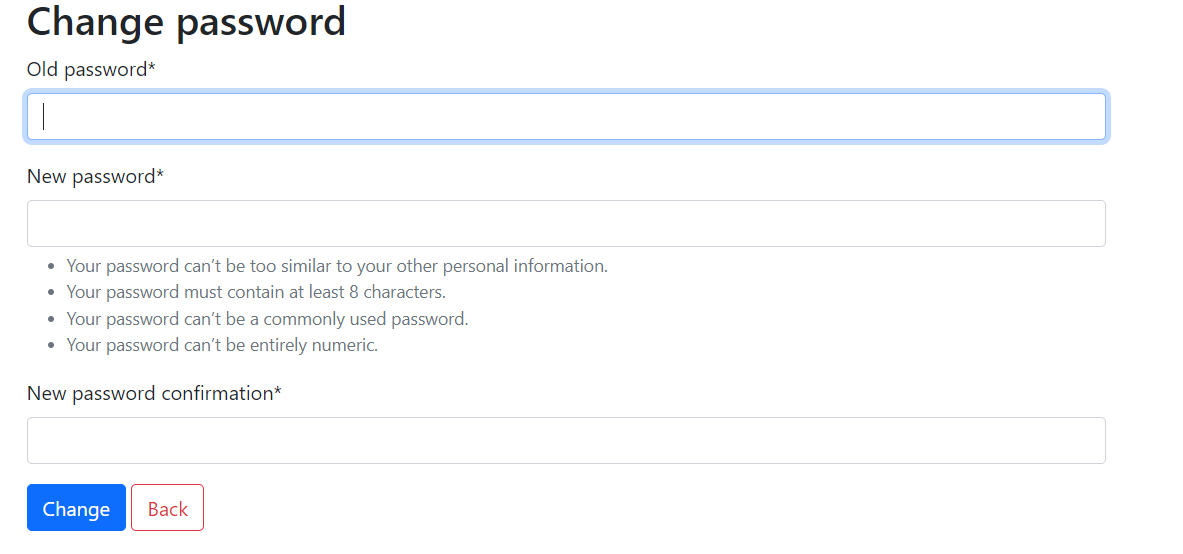 Change password
Old password*
New password*
• Your password can’t be too similar to your other personal information.
• Your password must contain at least 8 characters.
• Your password can’t be a commonly used password.
• Your password can’t be entirely numeric.
New password confirmation*
Change Back